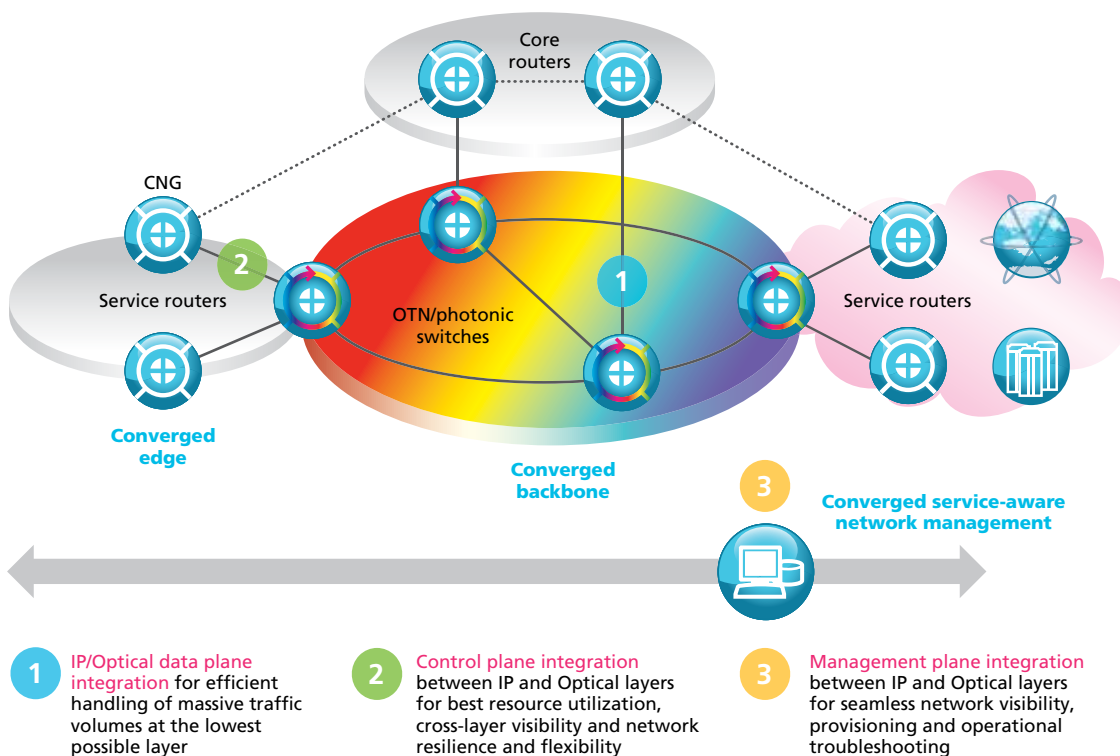 Core
routers
CNG
2
1
Service routers
OTN/photonic
switches
Service routers
Converged
edge
Converged
backbone
3
Converged service-aware
network management
1
IP/Optical data plane
integration for efficient
handling of massive traffic
volumes at the lowest
possible layer
2
Control plane integration
between IP and Optical layers
for best resource utilization,
cross-layer visibility and network
resilience and flexibility
3
Management plane integration
between IP and Optical layers
for seamless network visibility,
provisioning and operational
troubleshooting